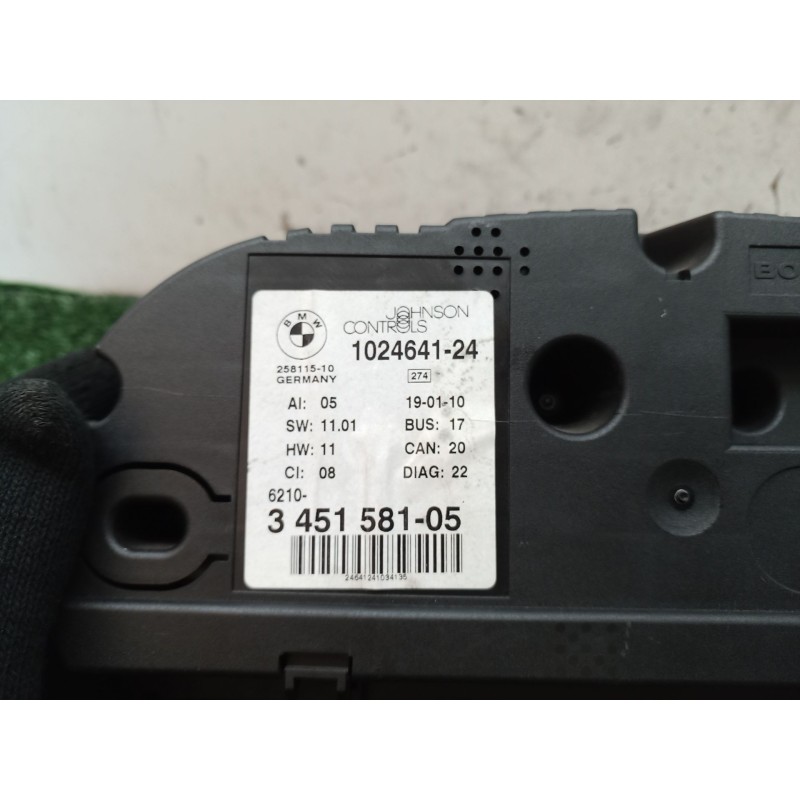 BMW
JOHNSON
CONTROLS
1024641-24
258115-10
GERMANY
274
AI: 05 19-01-10
SW: 11.01 BUS: 17
HW: 11 CAN: 20
CI: 08 DIAG: 22
6210-
3 451 581-05
24641241034135